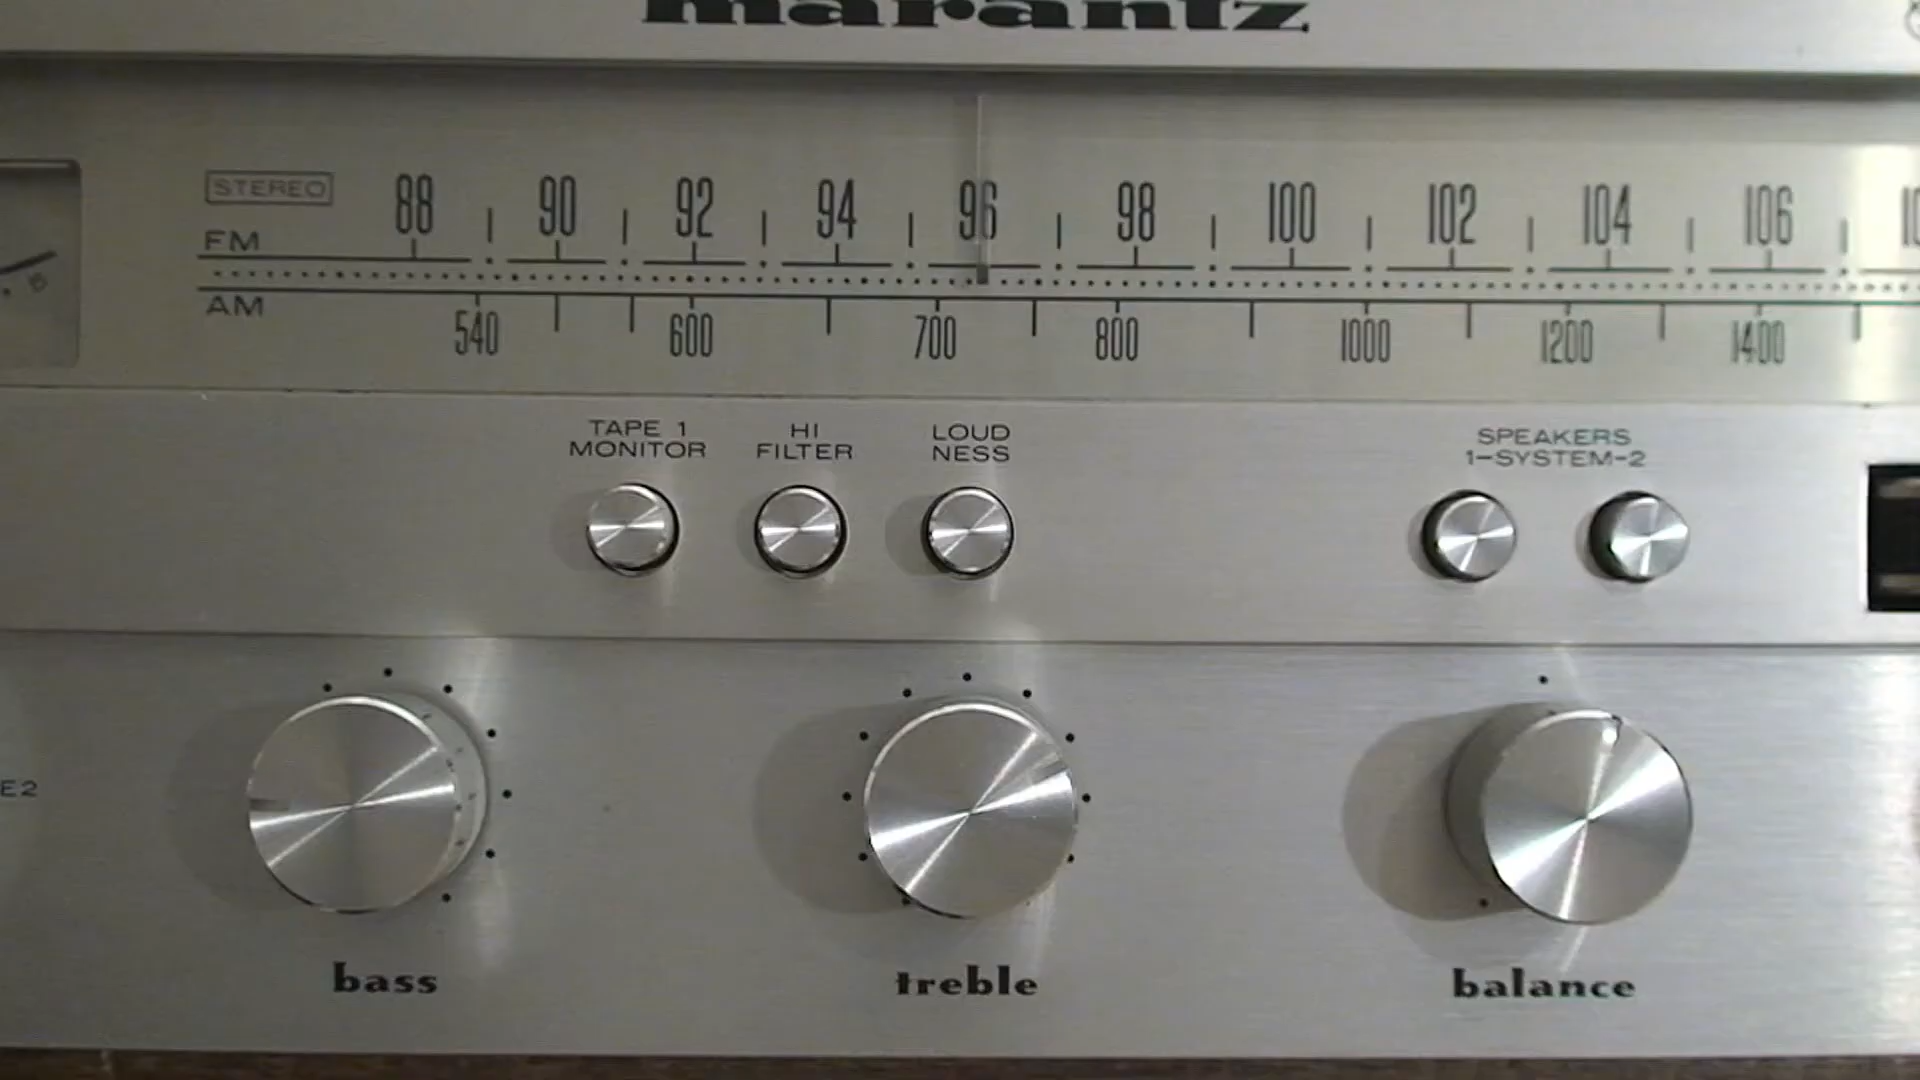 marantz
STEREO
88 90 92 94 96 98 100 102 104 106
FM
AM
540 600 700 800 1000 1200 1400
TAPE 1
MONITOR
HI
FILTER
LOUD
NESS
SPEAKERS
1-SYSTEM-2
E2
bass
treble
balance